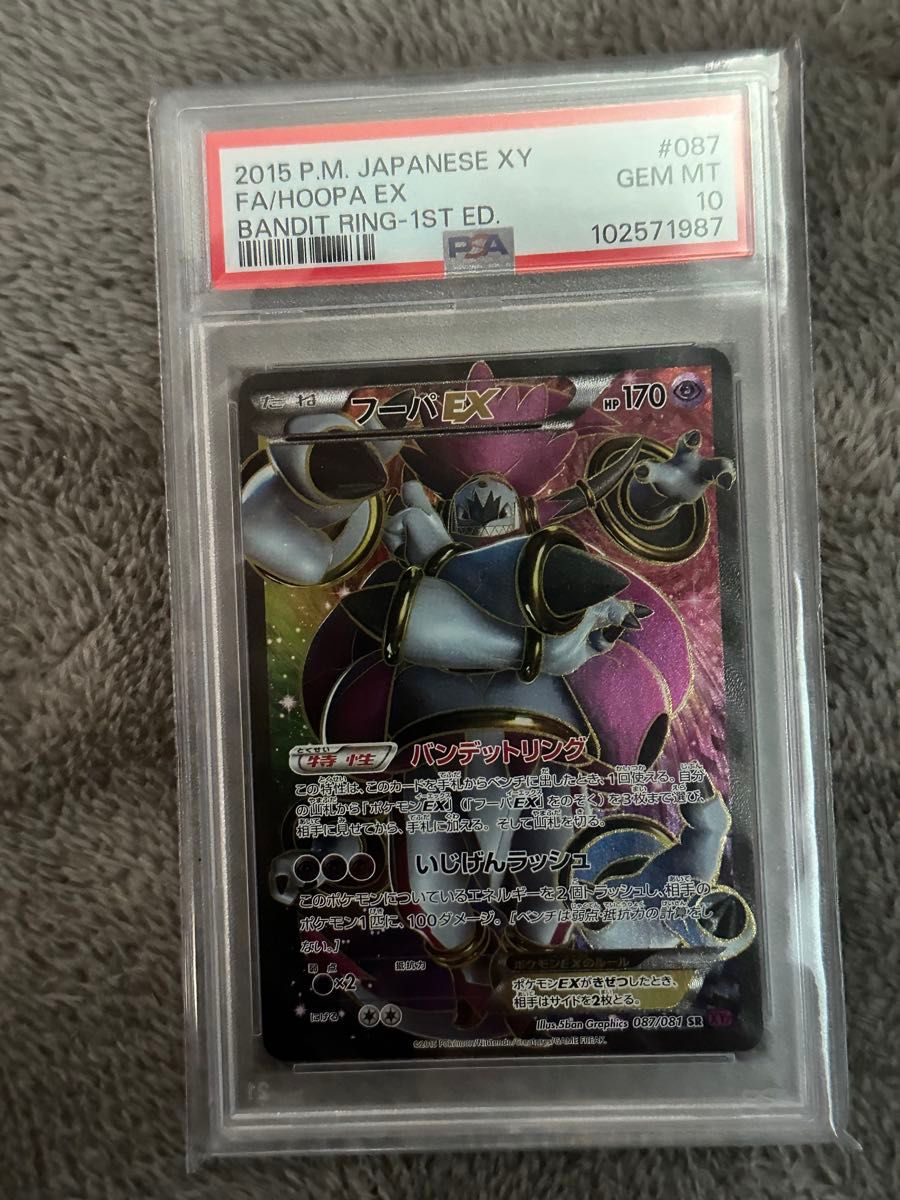 2015 P.M. JAPANESE XY #087
FA/HOOPA EX GEM MT
BANDIT RING-1ST ED. 10
102571987
PSA
たね フーパEX HP170
とくせい
特性 バンデットリング
この特性は、このカードを手札からベンチに出したとき、1回使える。自分
の山札から「ポケモンEX」(「フーパEX」をのぞく)を3枚まで選び、
相手に見せてから、手札に加える。そして山札を切る。
いじげんラッシュ
このポケモンについているエネルギーを2個トラッシュし、相手の
ポケモン1匹に、100ダメージ。[ベンチは弱点・抵抗力の計算をし
ない。]
弱点 抵抗力
×2
にげる
ポケモンEXのルール
ポケモンEXがきぜつしたとき、
相手はサイドを2枚とる。
Illus.5ban Graphics 087/081 SR XY
©2015 Pokémon/Nintendo/Creatures/GAME FREAK.